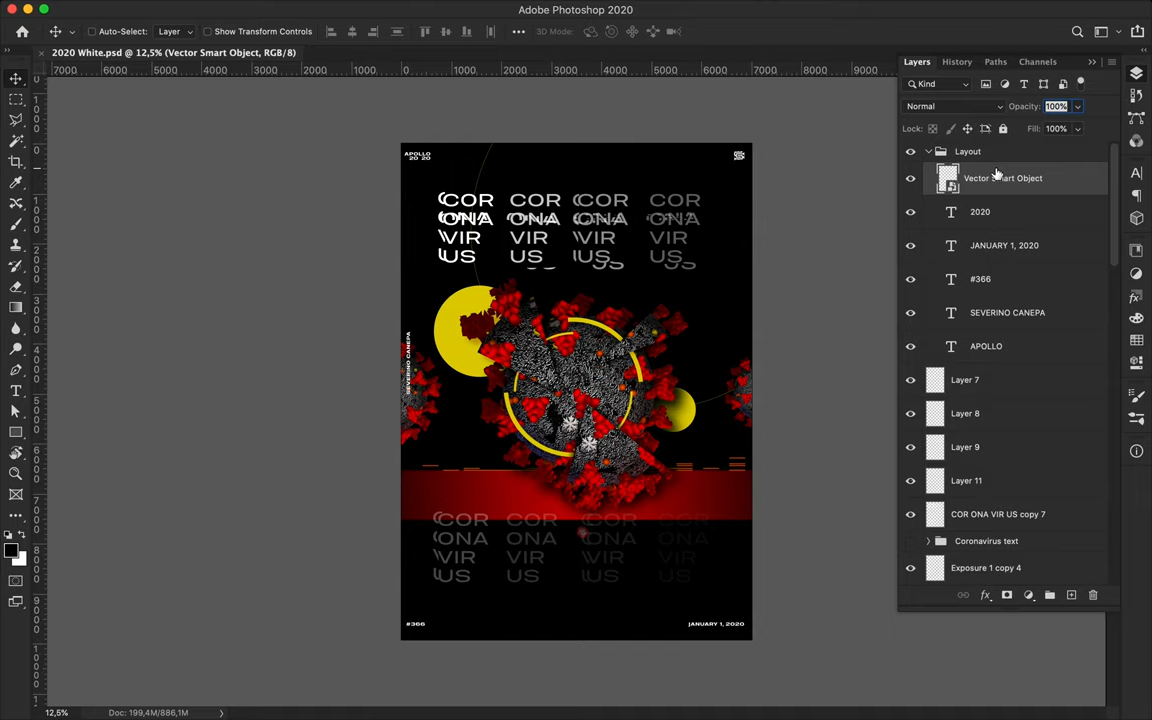 Adobe Photoshop 2020
Auto-Select: Layer Show Transform Controls 3D Mode:
2020 White.psd @ 12,5% (Vector Smart Object, RGB/8)
7000 6000 5000 4000 3000 2000 1000 0 1000 2000 3000 4000 5000 6000 7000 8000 9000
Layers History Paths Channels
Kind
Normal Opacity: 100%
Lock: Fill: 100%
Layout
Vector Smart Object
2020
JANUARY 1, 2020
#366
SEVERINO CANEPA
APOLLO
Layer 7
Layer 8
Layer 9
Layer 11
COR ONA VIR US copy 7
Coronavirus text
Exposure 1 copy 4
APOLLO
20 20
COR COR COR COR
ONA ONA ONA ONA
VIR VIR VIR VIR
US US US US
SEVERINO CANEPA
COR COR COR COR
ONA ONA ONA ONA
VIR VIR VIR VIR
US US US US
#366 JANUARY 1, 2020
12,5% Doc: 199,4M/886,1M